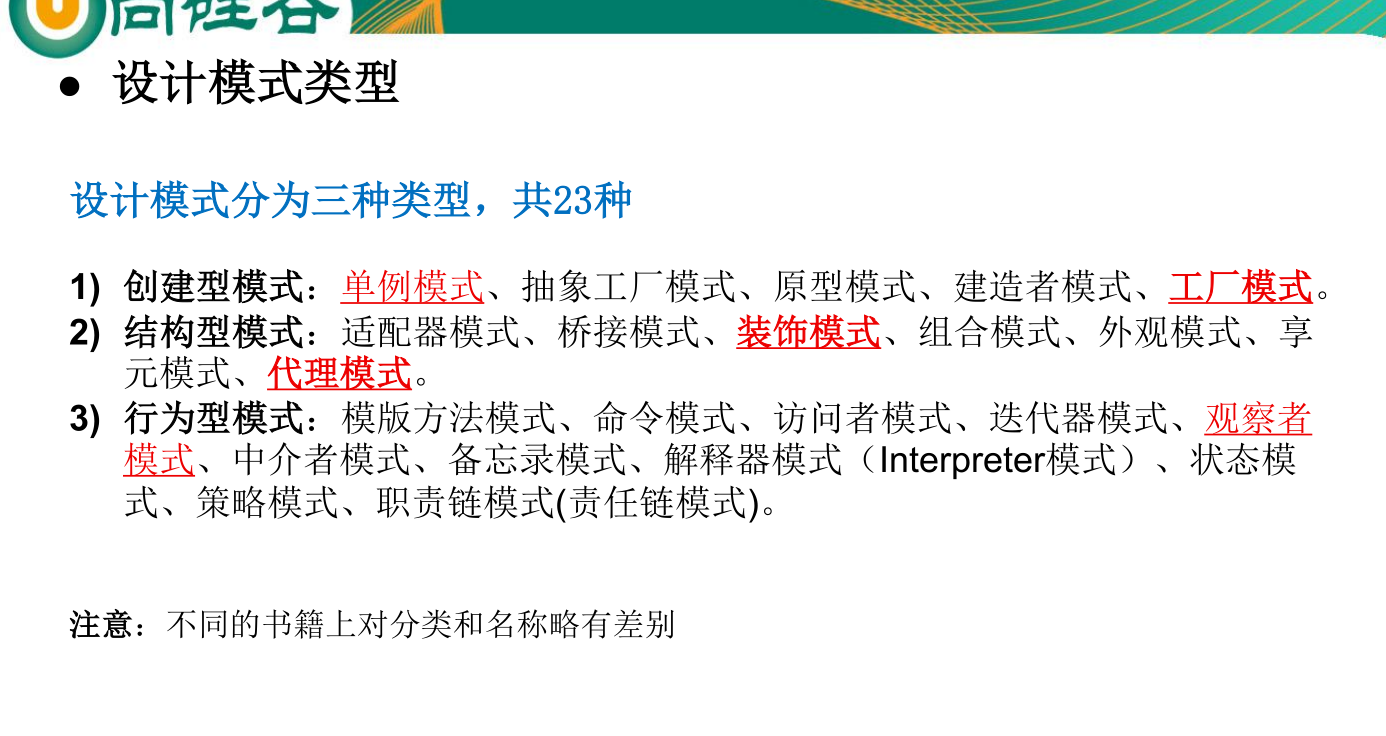 尚硅谷
● 设计模式类型
设计模式分为三种类型，共23种
1) 创建型模式：单例模式、抽象工厂模式、原型模式、建造者模式、工厂模式。
2) 结构型模式：适配器模式、桥接模式、装饰模式、组合模式、外观模式、享
元模式、代理模式。
3) 行为型模式：模版方法模式、命令模式、访问者模式、迭代器模式、观察者
模式、中介者模式、备忘录模式、解释器模式（Interpreter模式）、状态模
式、策略模式、职责链模式(责任链模式)。
注意：不同的书籍上对分类和名称略有差别